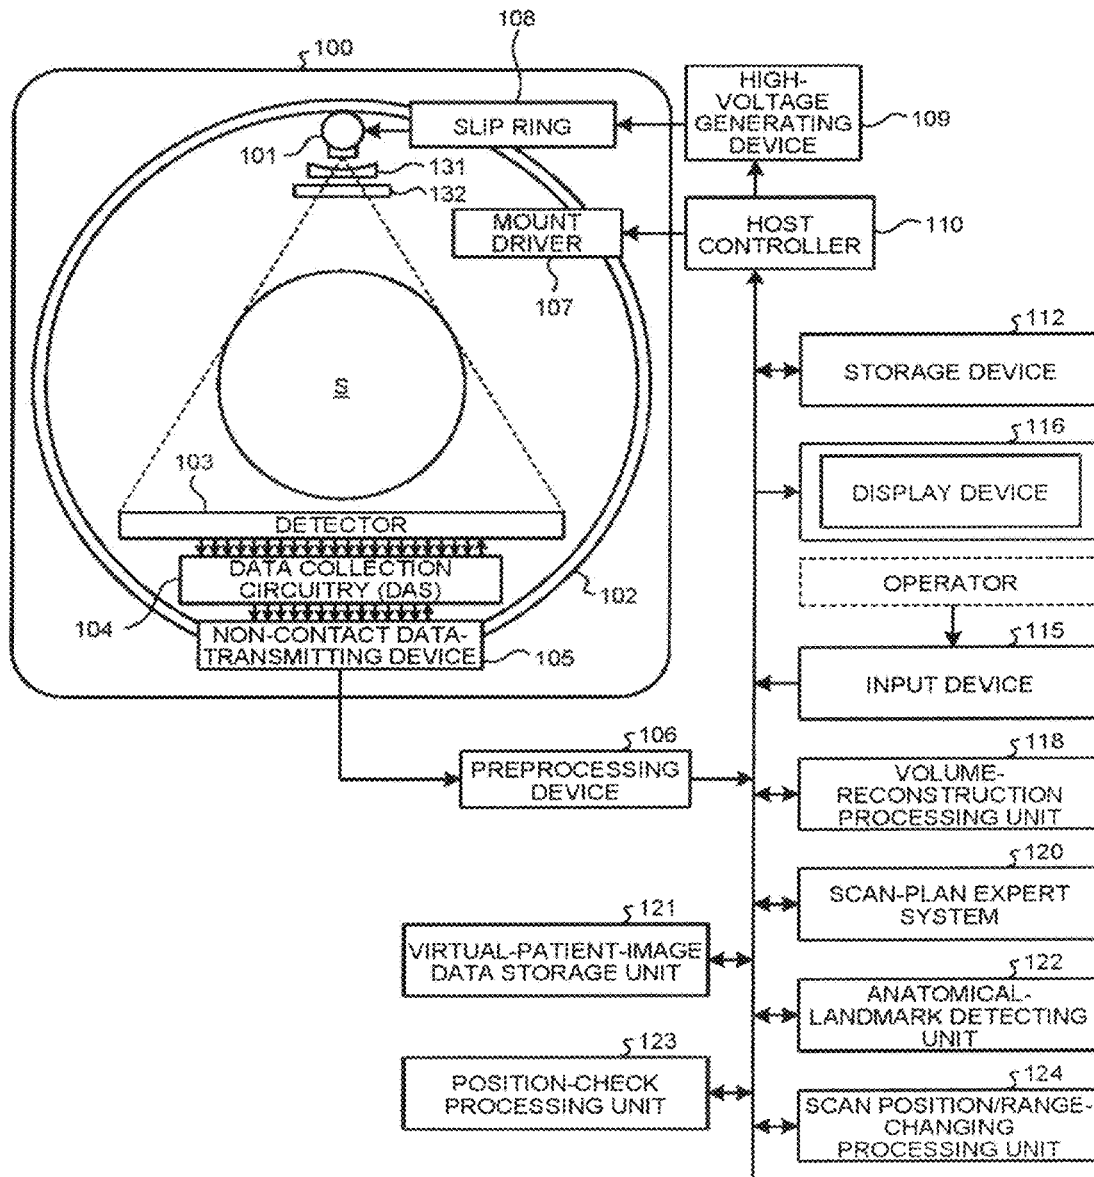 108
100
SLIP RING
HIGH-
VOLTAGE
GENERATING
DEVICE
109
101
131
132
MOUNT
DRIVER
107
HOST
CONTROLLER
110
112
STORAGE DEVICE
S
116
DISPLAY DEVICE
103
DETECTOR
DATA COLLECTION
CIRCUITRY (DAS)
104
102
OPERATOR
NON-CONTACT DATA-
TRANSMITTING DEVICE
105
115
INPUT DEVICE
106
PREPROCESSING
DEVICE
118
VOLUME-
RECONSTRUCTION
PROCESSING UNIT
120
SCAN-PLAN EXPERT
SYSTEM
121
VIRTUAL-PATIENT-IMAGE
DATA STORAGE UNIT
122
ANATOMICAL-
LANDMARK DETECTING
UNIT
123
POSITION-CHECK
PROCESSING UNIT
124
SCAN POSITION/RANGE-
CHANGING
PROCESSING UNIT